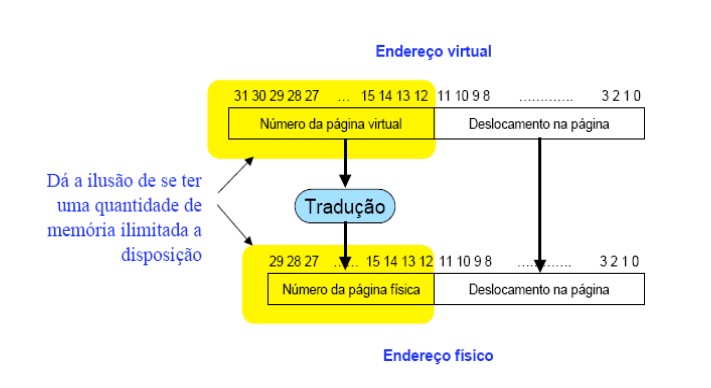 Endereço virtual
31 30 29 28 27 ... 15 14 13 12 11 10 9 8 ............. 3 2 1 0
Número da página virtual Deslocamento na página
Dá a ilusão de se ter
uma quantidade de
memória ilimitada a
disposição
Tradução
29 28 27 ...... 15 14 13 12 11 10 9 8 ............. 3 2 1 0
Número da página física Deslocamento na página
Endereço físico